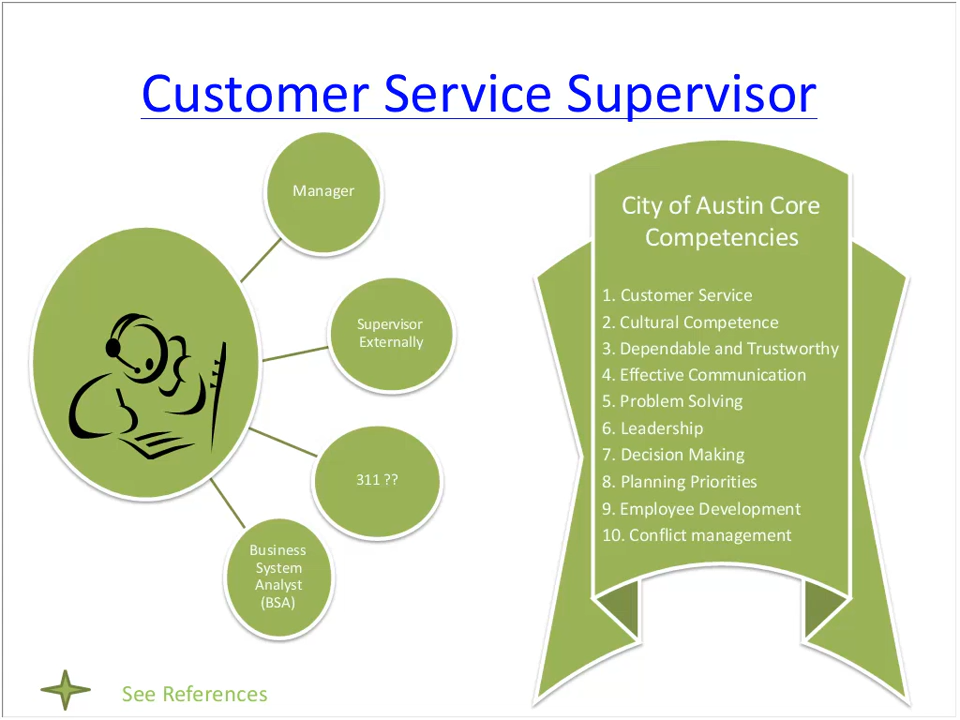 Customer Service Supervisor
Manager
Supervisor
Externally
311 ??
Business
System
Analyst
(BSA)
City of Austin Core
Competencies
1. Customer Service
2. Cultural Competence
3. Dependable and Trustworthy
4. Effective Communication
5. Problem Solving
6. Leadership
7. Decision Making
8. Planning Priorities
9. Employee Development
10. Conflict management
See References